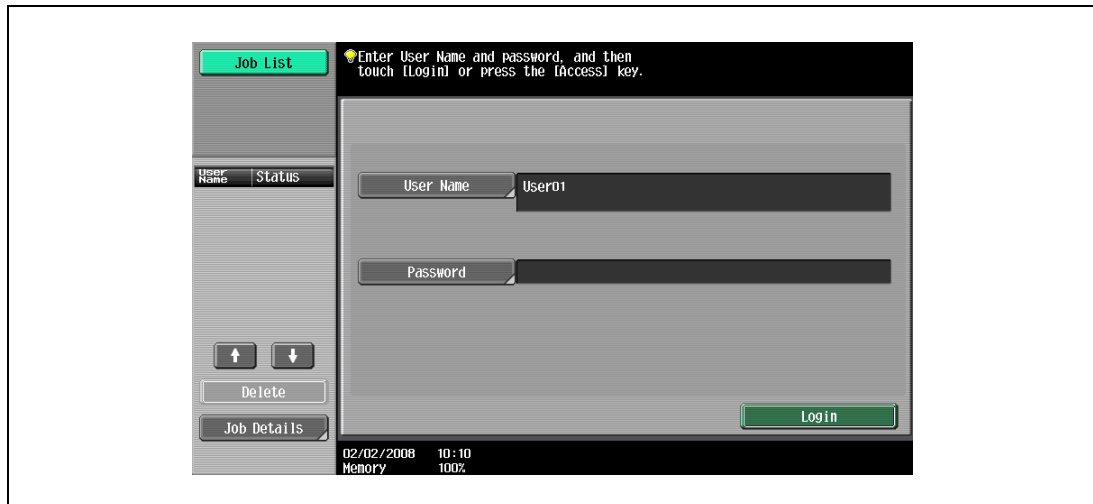 Job List
Enter User Name and password, and then
touch [Login] or press the [Access] key.
User Name
Status
User Name
User01
Password
Delete
Job Details
Login
02/02/2008 10:10
Memory 100%